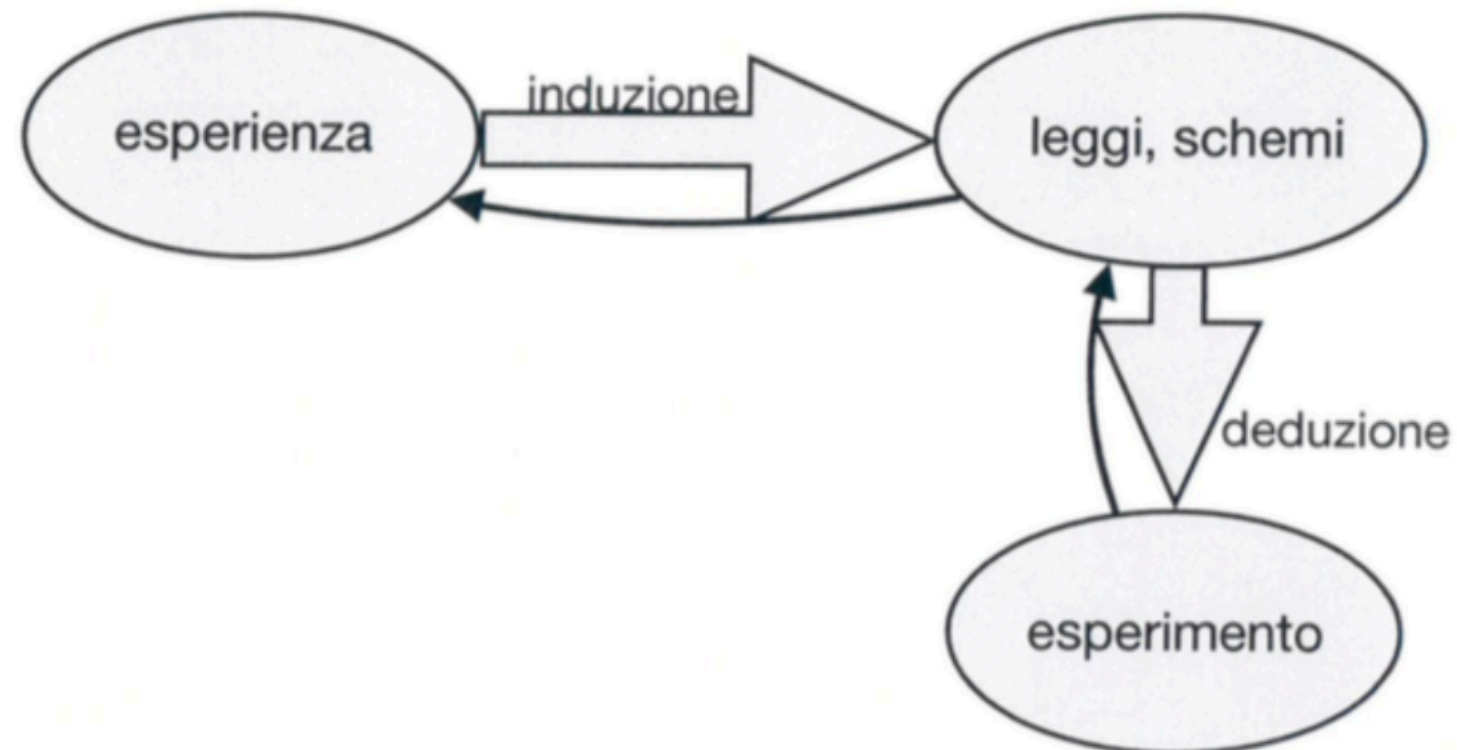 induzione
esperienza
leggi, schemi
deduzione
esperimento